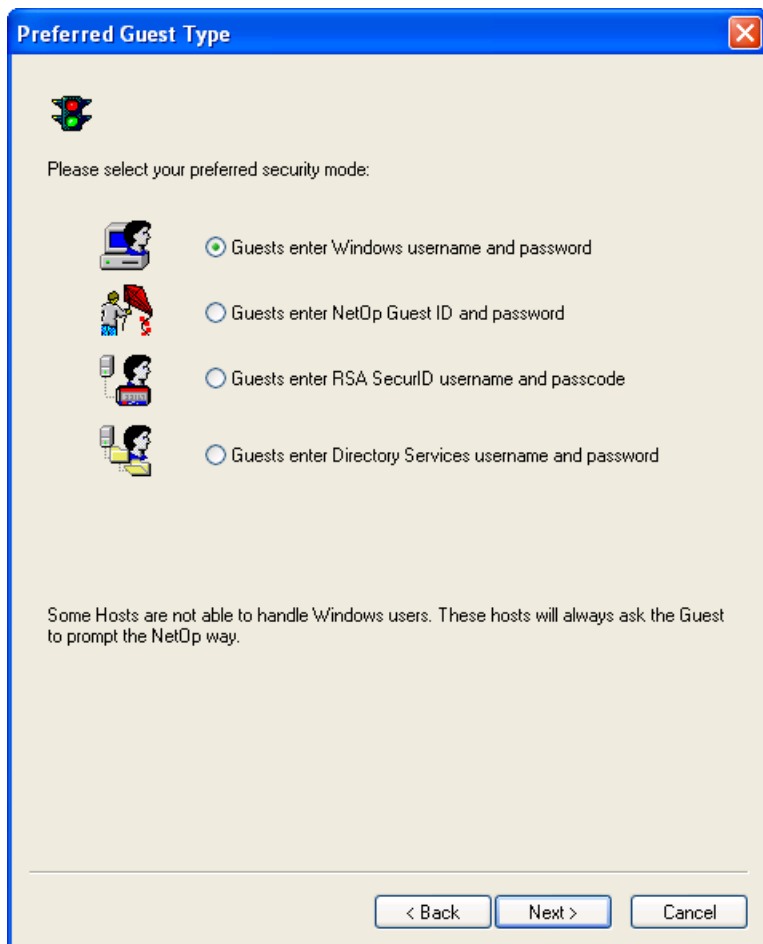 Preferred Guest Type
Please select your preferred security mode:
Guests enter Windows username and password
Guests enter NetOp Guest ID and password
Guests enter RSA SecurID username and passcode
Guests enter Directory Services username and password
Some Hosts are not able to handle Windows users. These hosts will always ask the Guest
to prompt the NetOp way.
< Back Next > Cancel